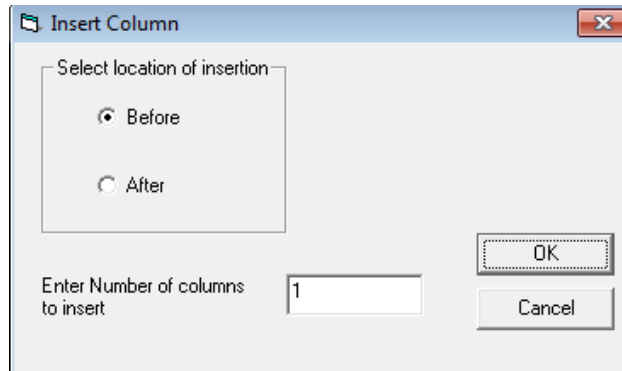 Insert Column
Select location of insertion
Before
After
Enter Number of columns
to insert
1
OK
Cancel